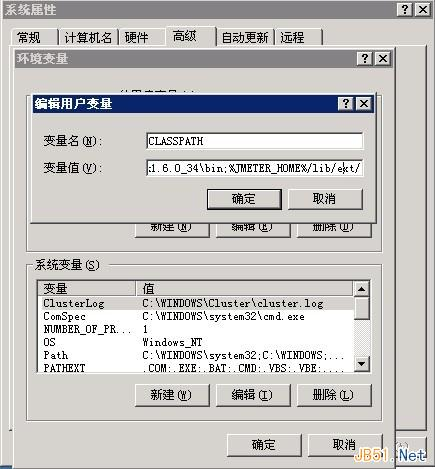 系统属性
常规 计算机名 硬件 高级 自动更新 远程
环境变量
编辑用户变量
变量名(N): CLASSPATH
变量值(V): :1.6.0_34\bin;%JMETER_HOME%/lib/ext/
确定 取消
新建(N) 编辑(E) 删除(D)
系统变量(S)
变量 值
ClusterLog C:\WINDOWS\Cluster\cluster.log
ComSpec C:\WINDOWS\system32\cmd.exe
NUMBER_OF_PR... 1
OS Windows_NT
Path C:\WINDOWS\system32;C:\WINDOWS;...
PATHEXT .COM;.EXE;.BAT;.CMD;.VBS;.VBE;...
新建(W) 编辑(I) 删除(L)
确定 取消
JB51.Net